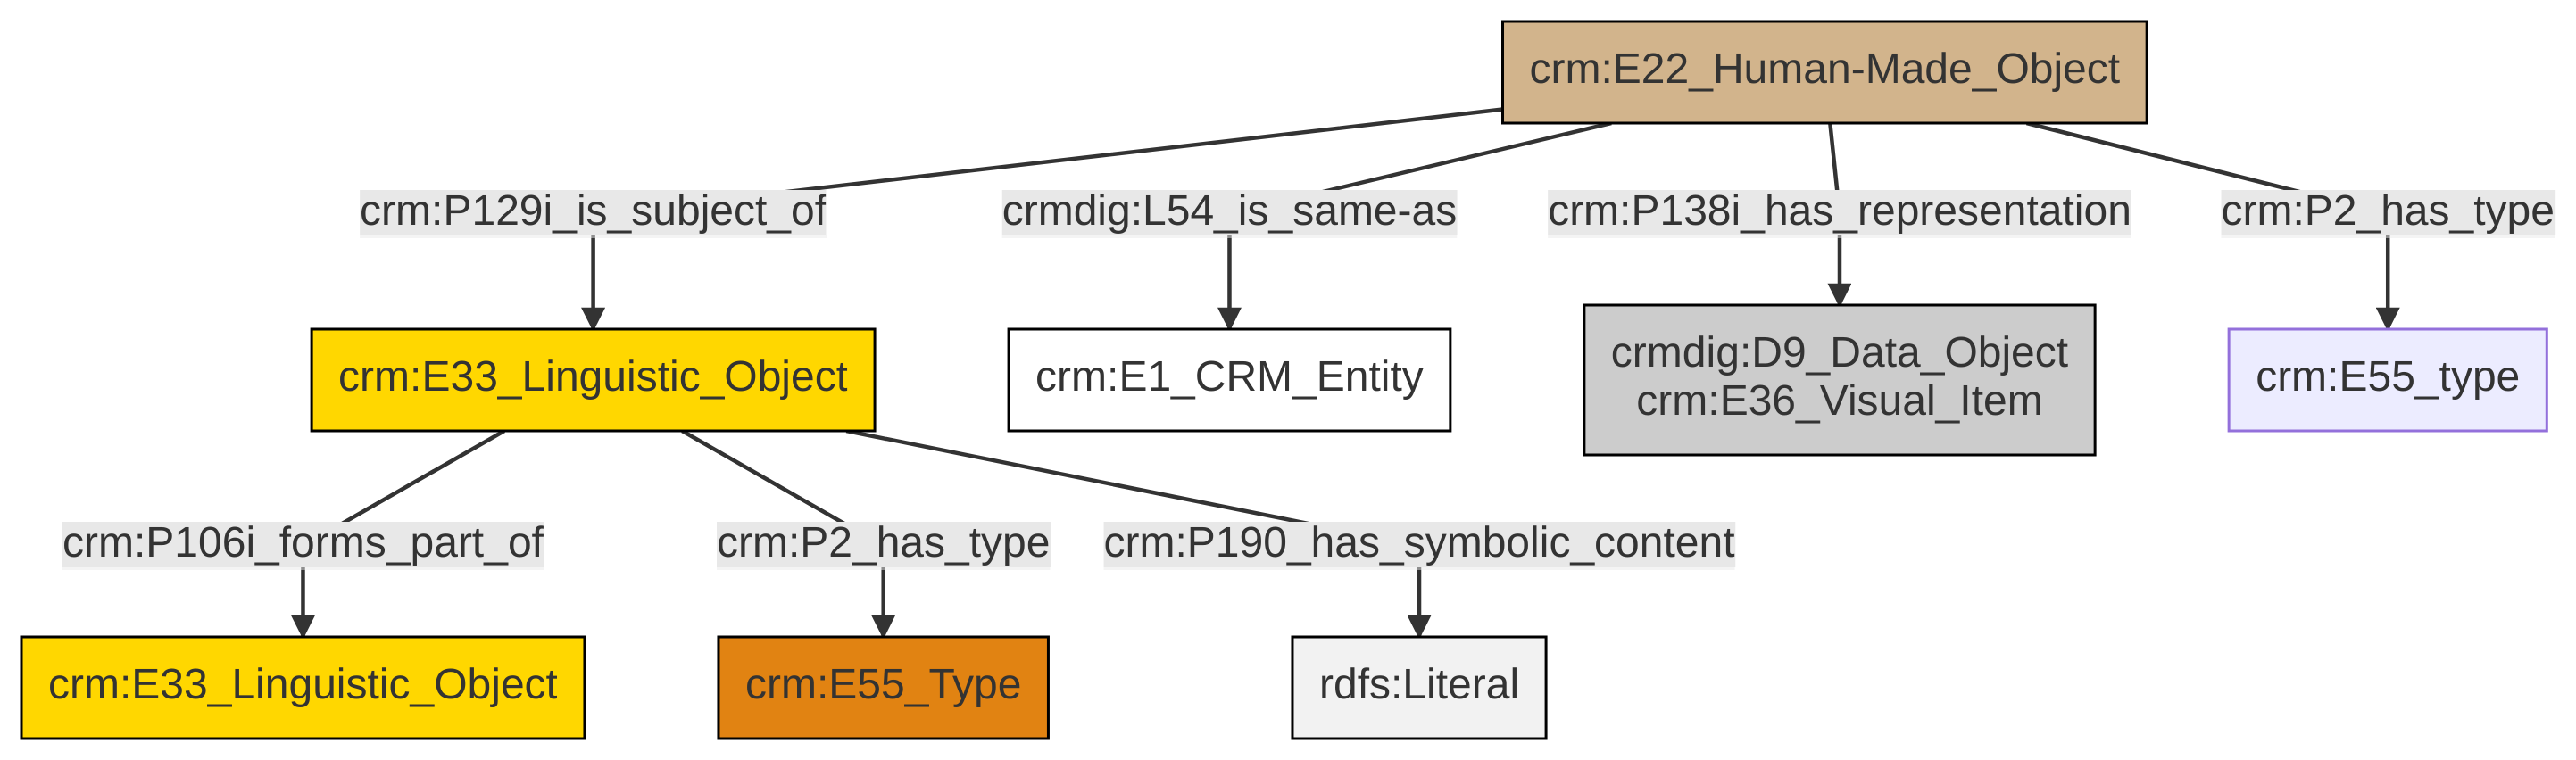 crm:E22_Human-Made_Object
crm:P129i_is_subject_of
crmdig:L54_is_same-as
crm:P138i_has_representation
crm:P2_has_type
crm:E33_Linguistic_Object
crm:E1_CRM_Entity
crmdig:D9_Data_Object
crm:E36_Visual_Item
crm:E55_type
crm:P106i_forms_part_of
crm:P2_has_type
crm:P190_has_symbolic_content
crm:E33_Linguistic_Object
crm:E55_Type
rdfs:Literal